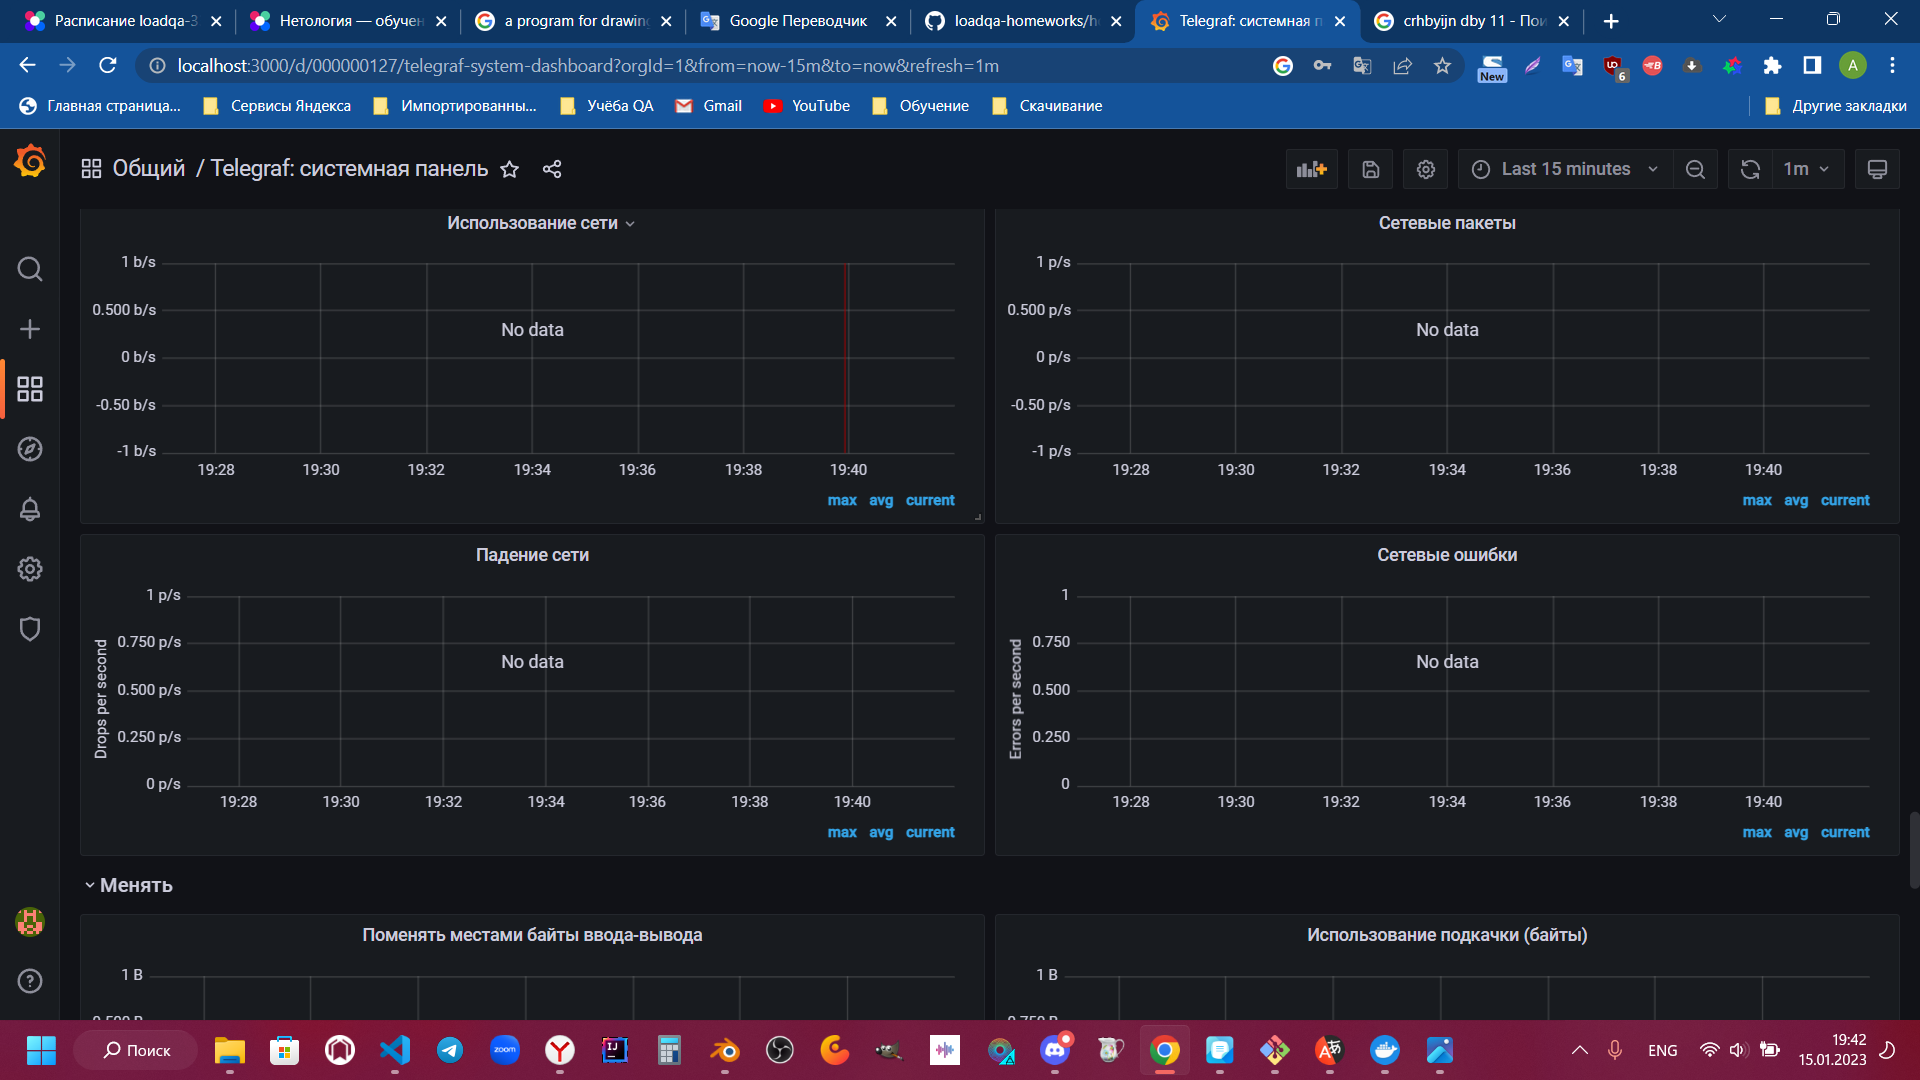 Расписание loadqa-3
Нетология — обучен
a program for drawing
Google Переводчик
loadqa-homeworks/h
Telegraf: системная п
crhbyijn dby 11 - Пои
localhost:3000/d/000000127/telegraf-system-dashboard?orgId=1&from=now-15m&to=now&refresh=1m
New
6
A
Главная страница...
Сервисы Яндекса
Импортированны...
Учёба QA
Gmail
YouTube
Обучение
Скачивание
Другие закладки
Общий / Telegraf: системная панель
Last 15 minutes
1m
Использование сети
1 b/s
0.500 b/s
0 b/s
-0.50 b/s
-1 b/s
No data
19:28 19:30 19:32 19:34 19:36 19:38 19:40
max avg current
Сетевые пакеты
1 p/s
0.500 p/s
0 p/s
-0.50 p/s
-1 p/s
No data
19:28 19:30 19:32 19:34 19:36 19:38 19:40
max avg current
Падение сети
Drops per second
1 p/s
0.750 p/s
0.500 p/s
0.250 p/s
0 p/s
No data
19:28 19:30 19:32 19:34 19:36 19:38 19:40
max avg current
Сетевые ошибки
Errors per second
1
0.750
0.500
0.250
0
No data
19:28 19:30 19:32 19:34 19:36 19:38 19:40
max avg current
Менять
Поменять местами байты ввода-вывода
1 B
0.500 B
Использование подкачки (байты)
1 B
0.750 B
Поиск
zoom
IJ
ENG
19:42
15.01.2023